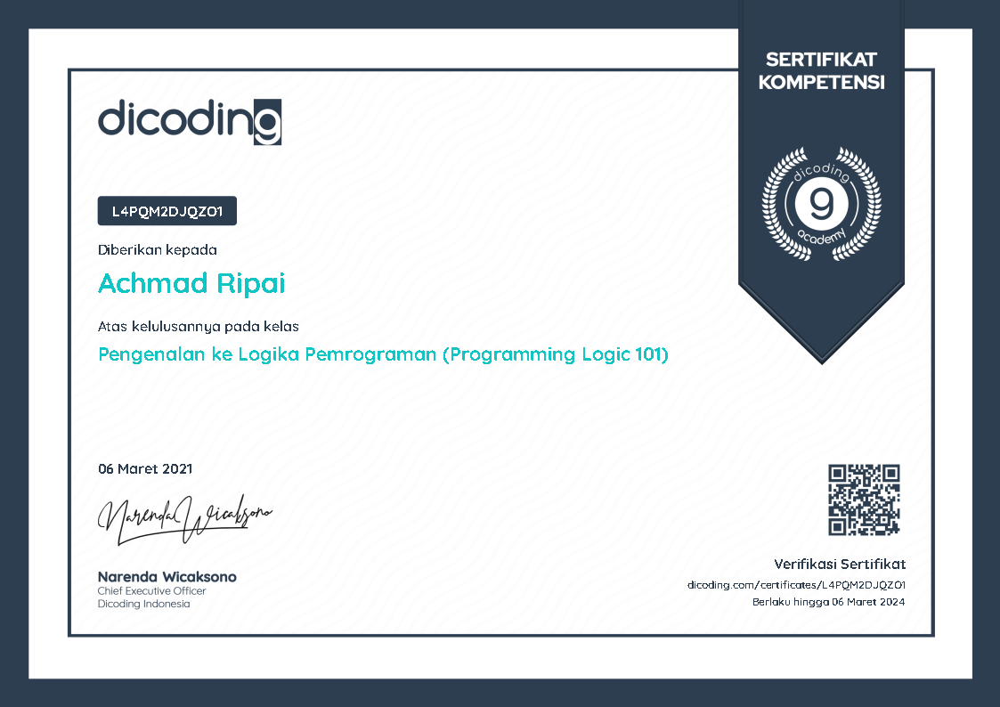 SERTIFIKAT
KOMPETENSI
dicoding
dicoding
9
academy
L4PQM2DJQZO1
Diberikan kepada
Achmad Ripai
Atas kelulusannya pada kelas
Pengenalan ke Logika Pemrograman (Programming Logic 101)
06 Maret 2021
Narenda Wicaksono
Narenda Wicaksono
Chief Executive Officer
Dicoding Indonesia
Verifikasi Sertifikat
dicoding.com/certificates/L4PQM2DJQZO1
Berlaku hingga 06 Maret 2024